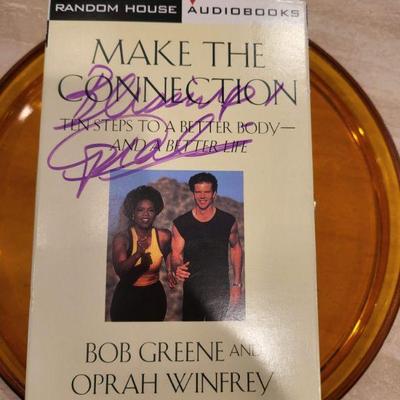 RANDOM HOUSE AUDIOBOOKS
MAKE THE
CONNECTION
TEN STEPS TO A BETTER BODY—
AND A BETTER LIFE
BOB GREENE AND
OPRAH WINFREY